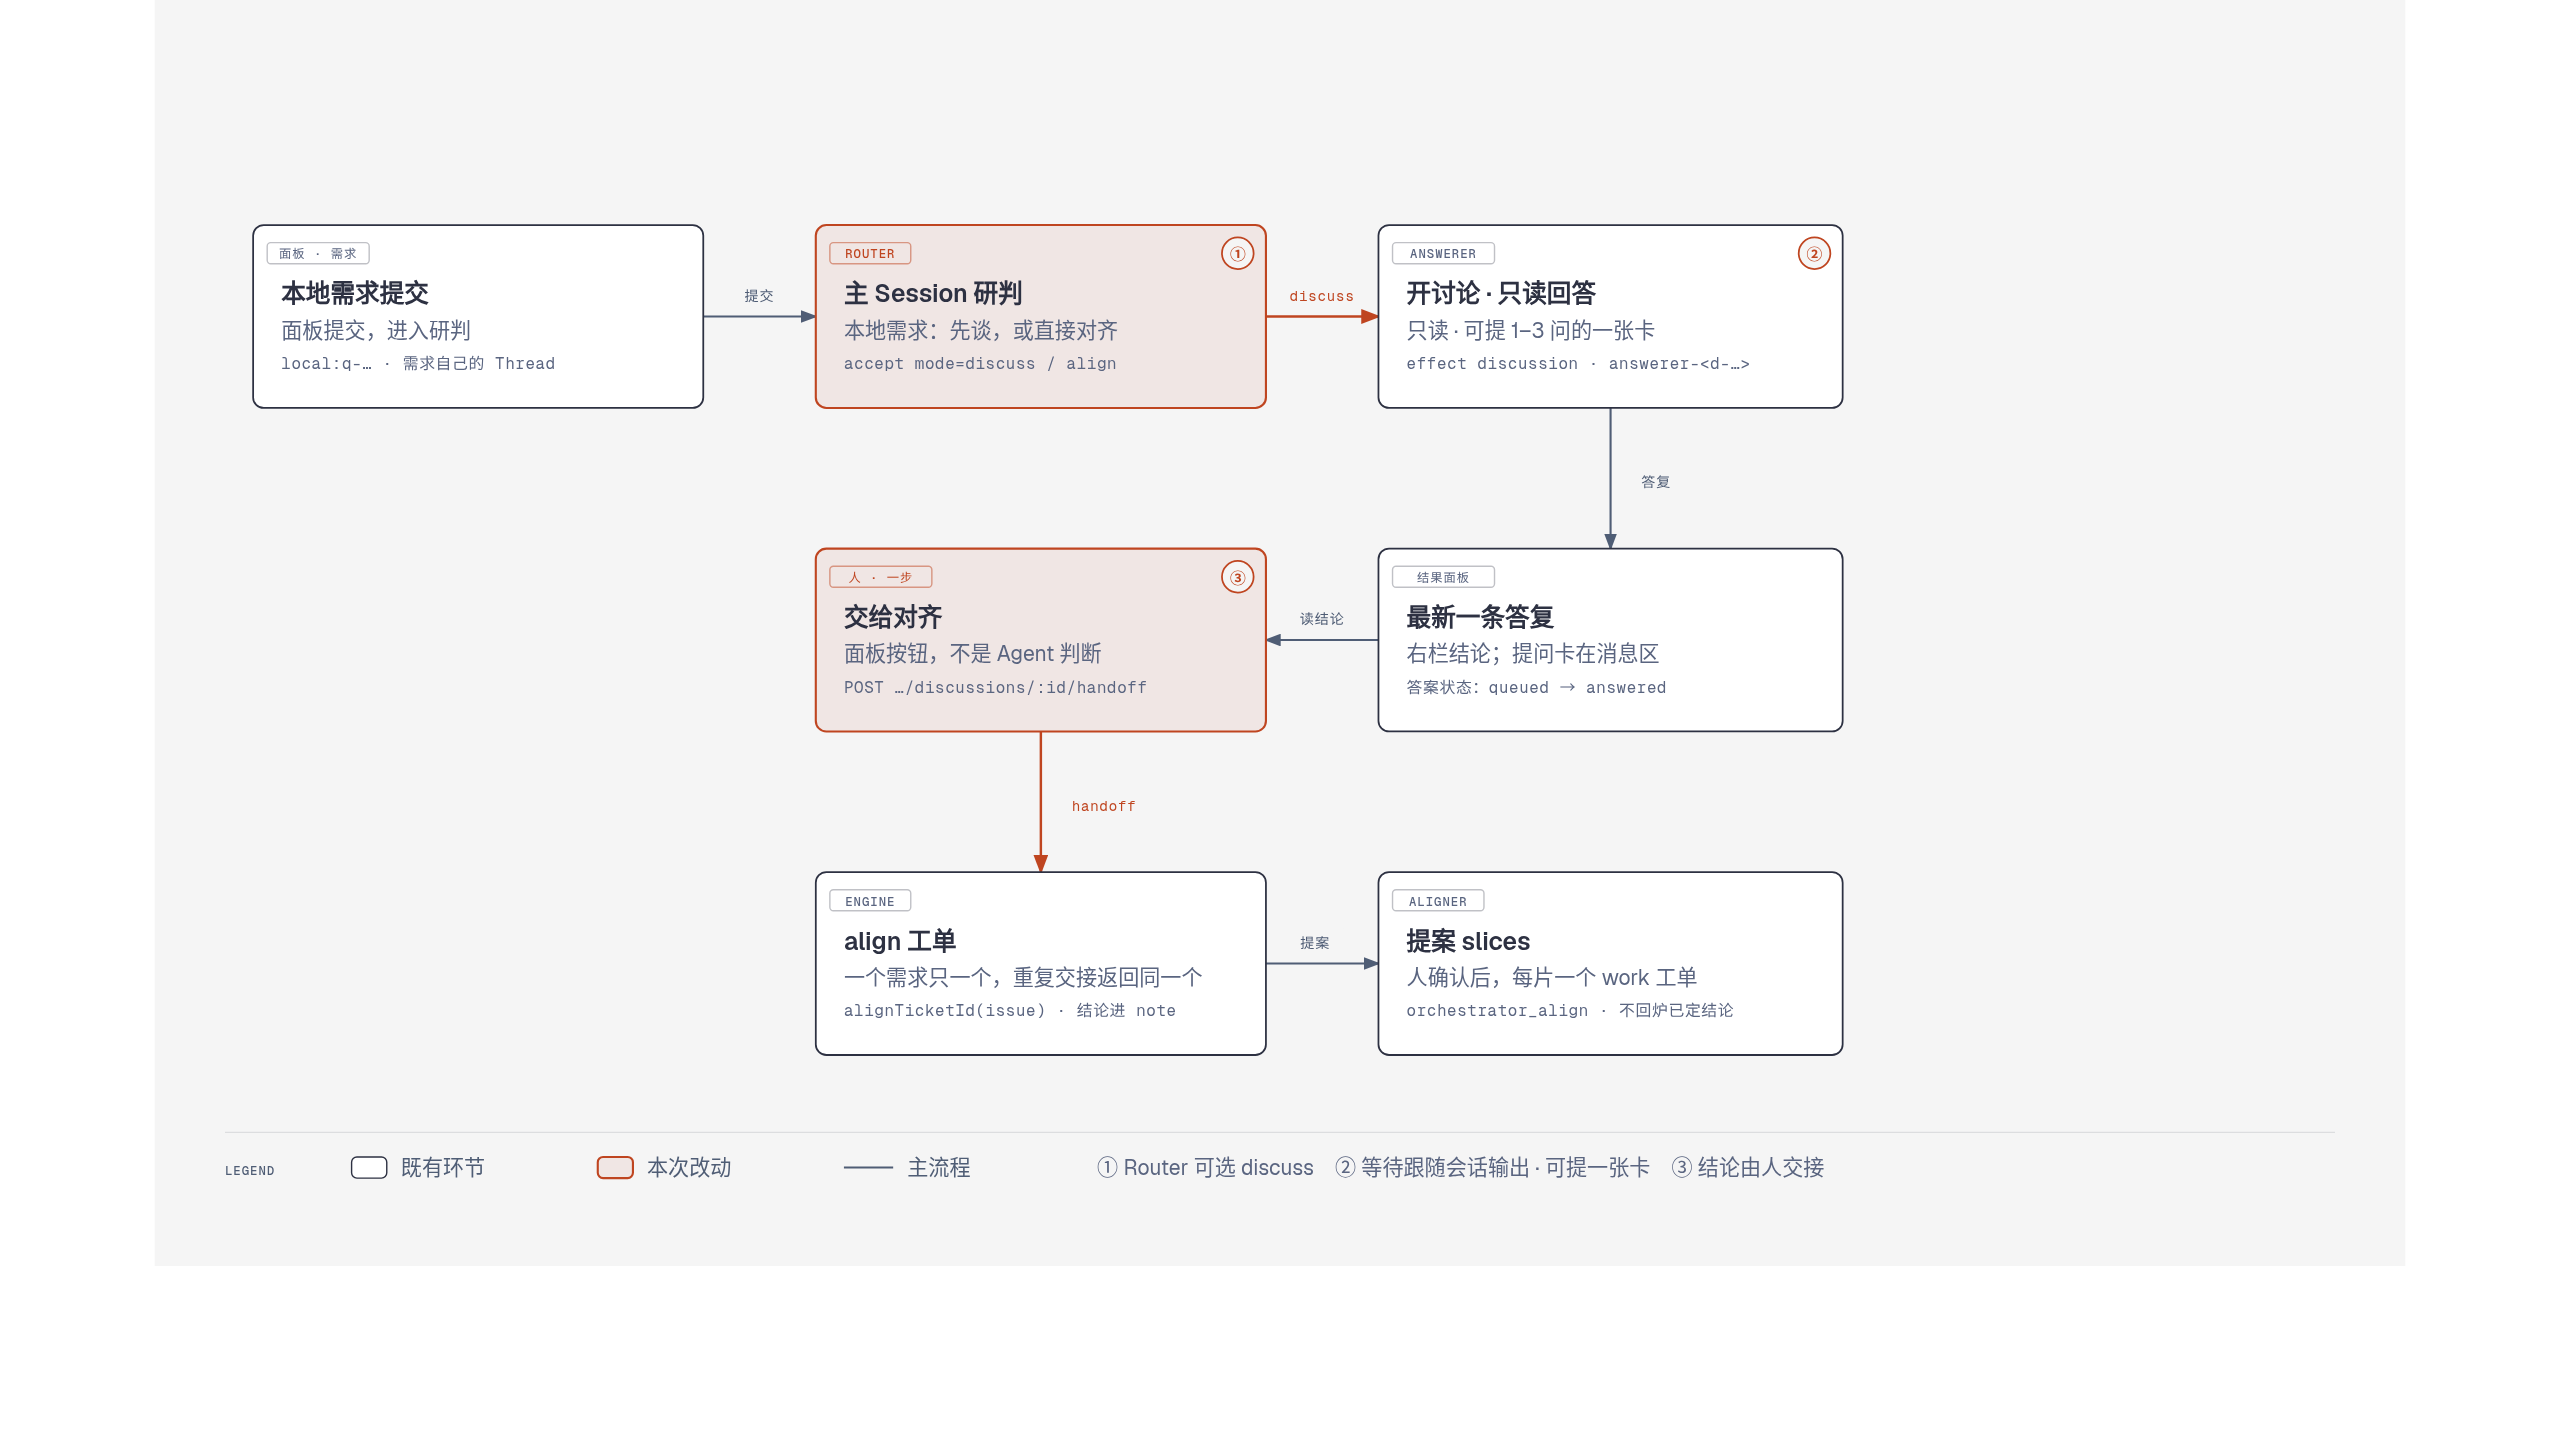 面板 · 需求
本地需求提交
面板提交，进入研判
local:q-… · 需求自己的 Thread
提交
ROUTER
①
主 Session 研判
本地需求：先谈，或直接对齐
accept mode=discuss / align
discuss
ANSWERER
②
开讨论 · 只读回答
只读 · 可提 1–3 问的一张卡
effect discussion · answerer-<d-…>
答复
人 · 一步
③
交给对齐
面板按钮，不是 Agent 判断
POST …/discussions/:id/handoff
读结论
结果面板
最新一条答复
右栏结论；提问卡在消息区
答案状态：queued → answered
handoff
ENGINE
align 工单
一个需求只一个，重复交接返回同一个
alignTicketId(issue) · 结论进 note
提案
ALIGNER
提案 slices
人确认后，每片一个 work 工单
orchestrator_align · 不回炉已定结论
LEGEND
既有环节
本次改动
主流程
① Router 可选 discuss ② 等待跟随会话输出 · 可提一张卡 ③ 结论由人交接